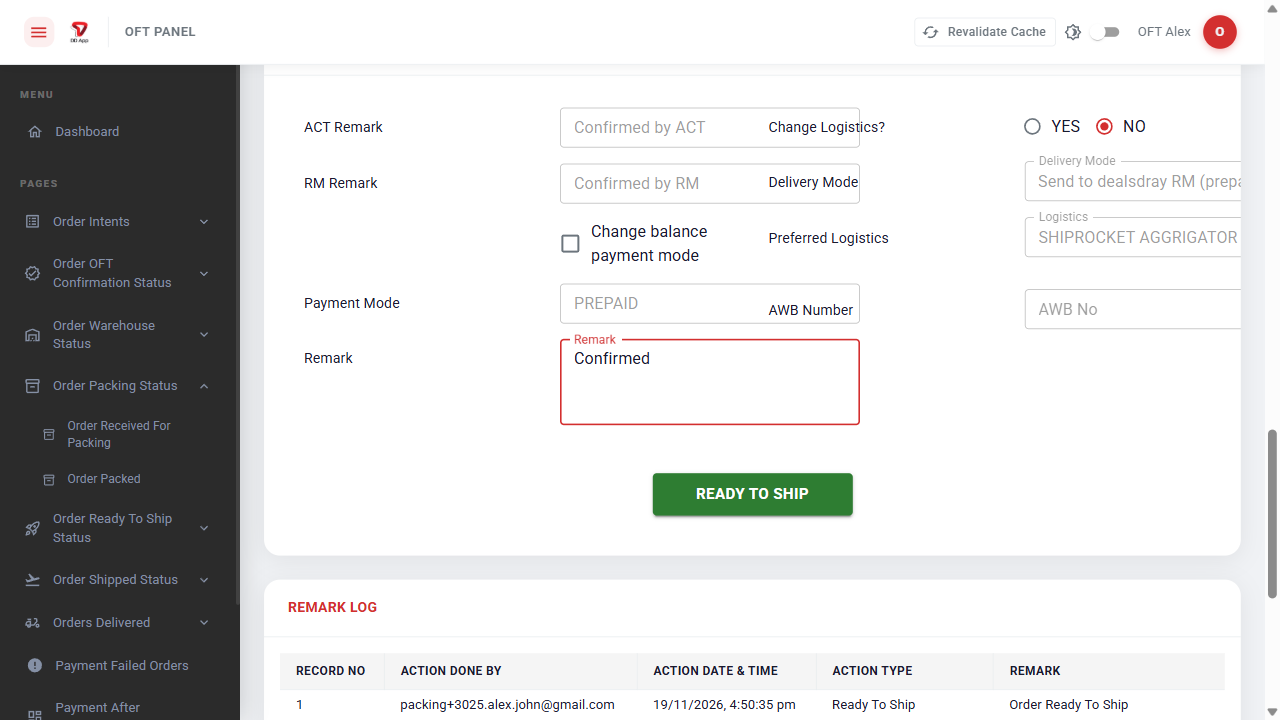 DD App
OFT PANEL
Revalidate Cache
OFT Alex
O
MENU
Dashboard
PAGES
Order Intents
Order OFT
Confirmation Status
Order Warehouse
Status
Order Packing Status
Order Received For
Packing
Order Packed
Order Ready To Ship
Status
Order Shipped Status
Orders Delivered
Payment Failed Orders
Payment After
ACT Remark
Confirmed by ACT
Change Logistics?
YES
NO
RM Remark
Confirmed by RM
Delivery Mode
Delivery Mode
Send to dealsdray RM (prepa
Change balance
payment mode
Preferred Logistics
Logistics
SHIPROCKET AGGRIGATOR
Payment Mode
PREPAID
AWB Number
AWB No
Remark
Remark
Confirmed
READY TO SHIP
REMARK LOG
RECORD NO ACTION DONE BY ACTION DATE & TIME ACTION TYPE REMARK
1 packing+3025.alex.john@gmail.com 19/11/2026, 4:50:35 pm Ready To Ship Order Ready To Ship